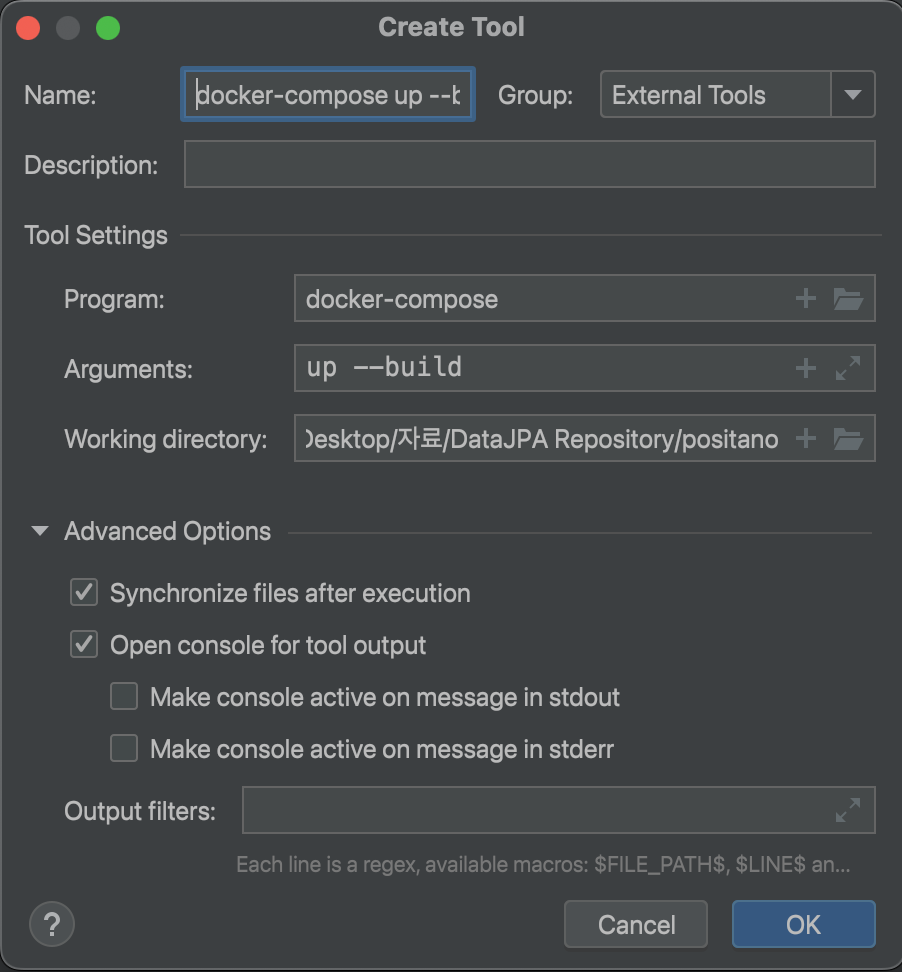 Create Tool
Name: docker-compose up --b Group: External Tools
Description:
Tool Settings
Program: docker-compose
Arguments: up --build
Working directory: Desktop/자료/DataJPA Repository/positano
Advanced Options
Synchronize files after execution
Open console for tool output
Make console active on message in stdout
Make console active on message in stderr
Output filters:
Each line is a regex, available macros: $FILE_PATH$, $LINE$ an...
? Cancel OK